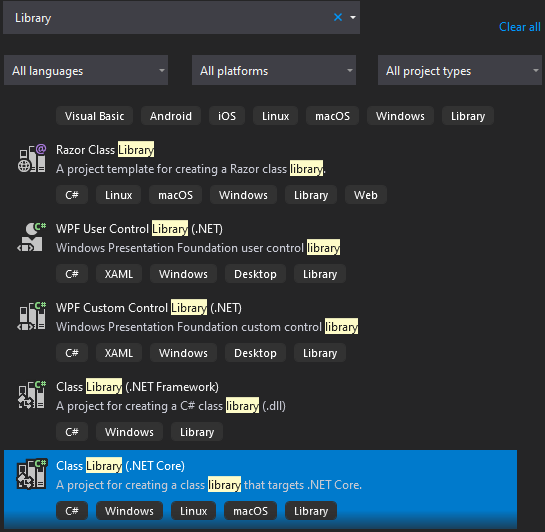 Library
Clear all
All languages All platforms All project types
Visual Basic Android iOS Linux macOS Windows Library
Razor Class Library
A project template for creating a Razor class library.
C# Linux macOS Windows Library Web
WPF User Control Library (.NET)
Windows Presentation Foundation user control library
C# XAML Windows Desktop Library
WPF Custom Control Library (.NET)
Windows Presentation Foundation custom control library
C# XAML Windows Desktop Library
Class Library (.NET Framework)
A project for creating a C# class library (.dll)
C# Windows Library
Class Library (.NET Core)
A project for creating a class library that targets .NET Core.
C# Windows Linux macOS Library